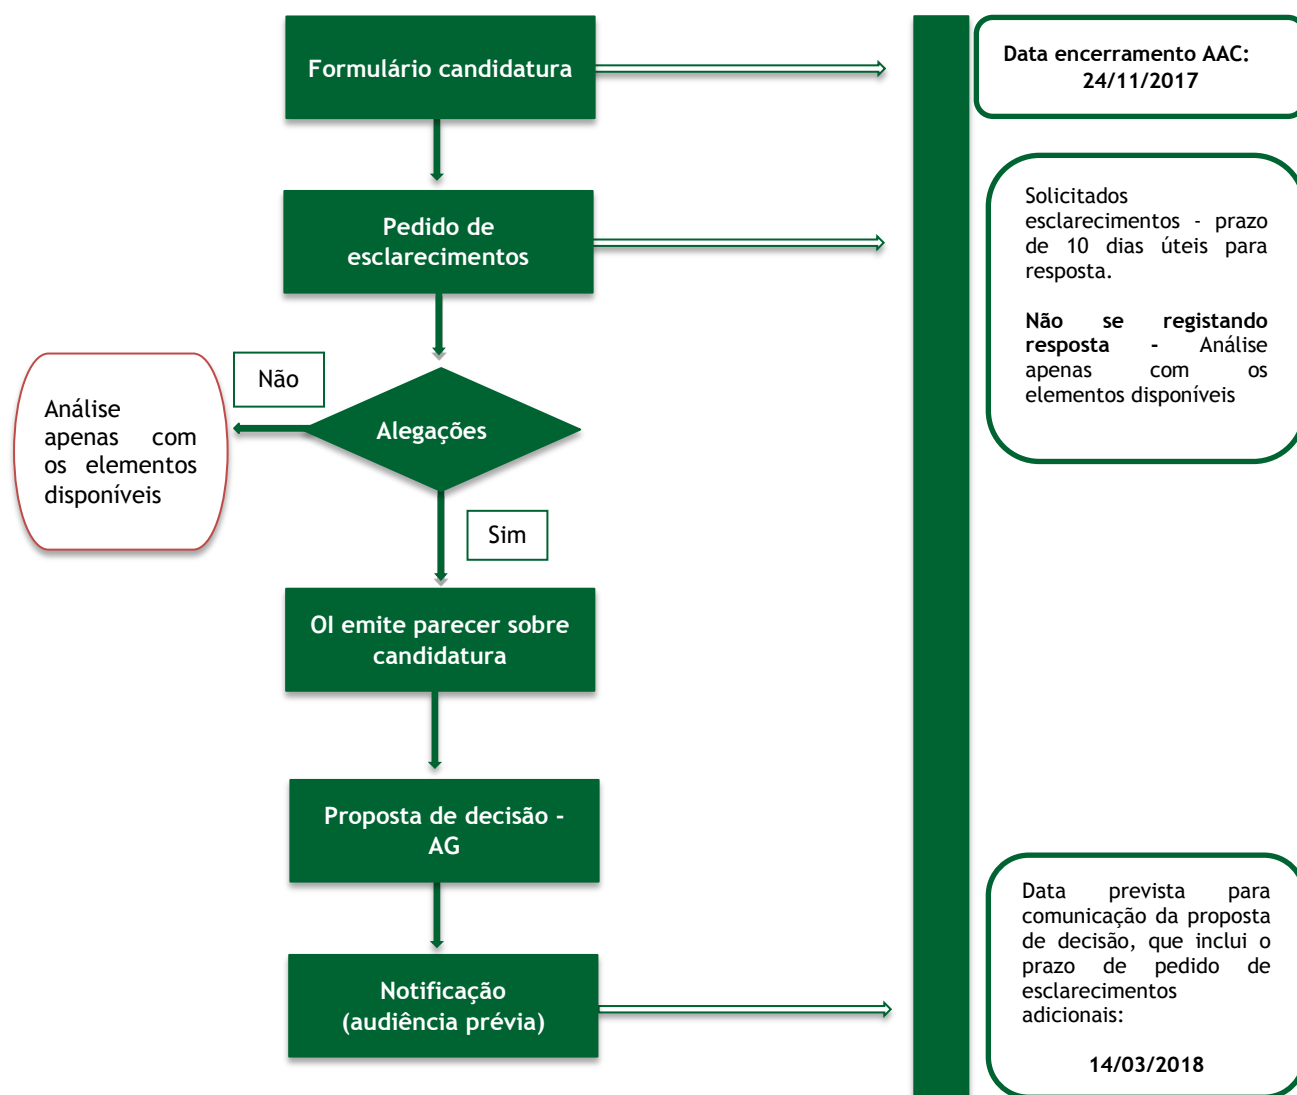 Formulário candidatura
Data encerramento AAC:
24/11/2017
Pedido de
esclarecimentos
Solicitados
esclarecimentos - prazo
de 10 dias úteis para
resposta.
Não se registando
resposta - Análise
apenas com os
elementos disponíveis
Não
Análise
apenas com
os elementos
disponíveis
Alegações
Sim
OI emite parecer sobre
candidatura
Proposta de decisão -
AG
Notificação
(audiência prévia)
Data prevista para
comunicação da proposta
de decisão, que inclui o
prazo de pedido de
esclarecimentos
adicionais:
14/03/2018